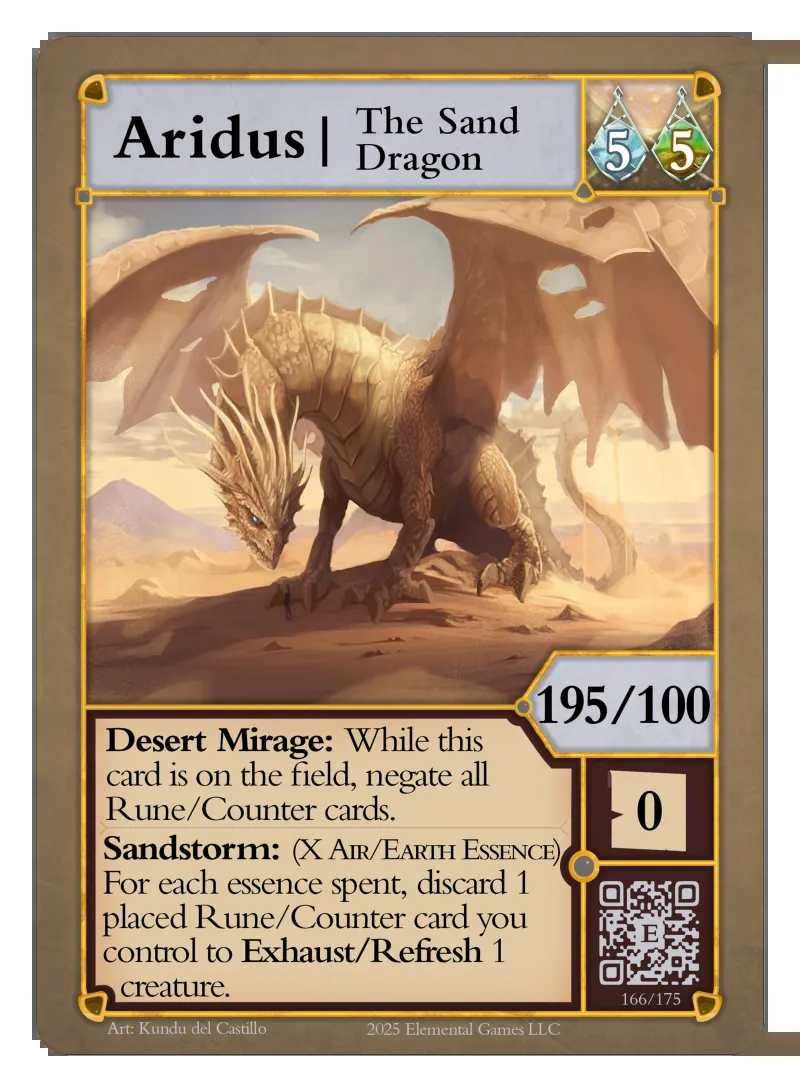 Aridus | The Sand
Dragon
5 5
195/100
Desert Mirage: While this
card is on the field, negate all
Rune/Counter cards.
0
Sandstorm: (X Air/Earth Essence)
For each essence spent, discard 1
placed Rune/Counter card you
control to Exhaust/Refresh 1
creature.
E
166/175
Art: Kundu del Castillo
2025 Elemental Games LLC